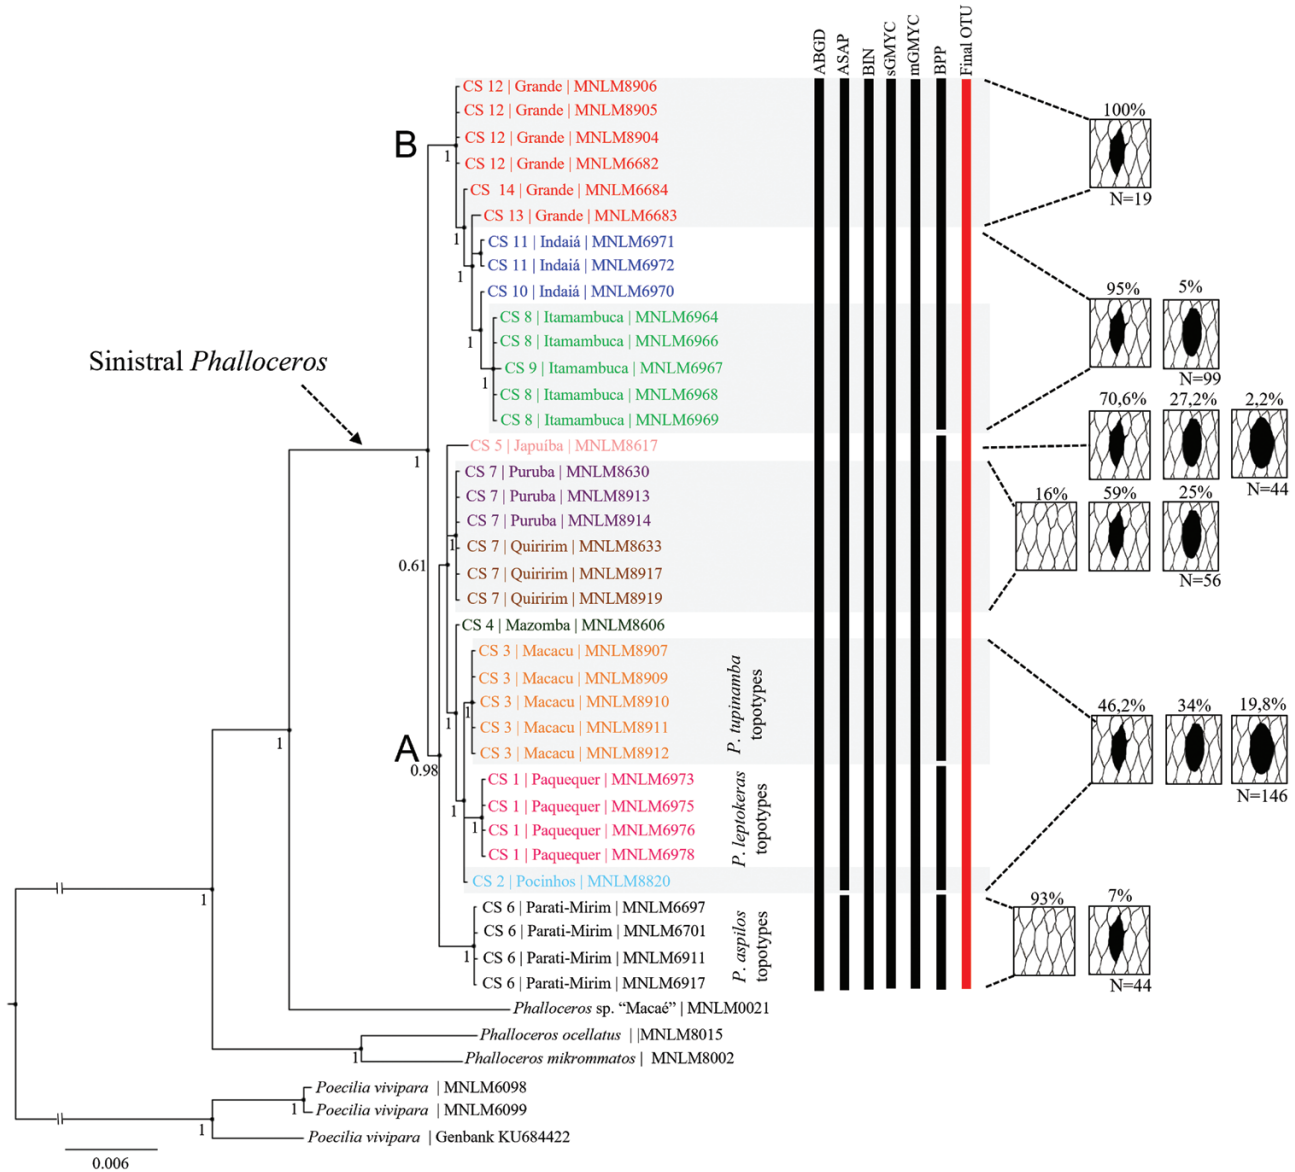 ABGD
ASAP
BIN
sGMYC
mGMYC
BPP
Final OTU
CS 12 | Grande | MNLM8906
CS 12 | Grande | MNLM8905
CS 12 | Grande | MNLM8904
CS 12 | Grande | MNLM6682
CS 14 | Grande | MNLM6684
CS 13 | Grande | MNLM6683
CS 11 | Indaiá | MNLM6971
CS 11 | Indaiá | MNLM6972
CS 10 | Indaiá | MNLM6970
CS 8 | Itamambuca | MNLM6964
CS 8 | Itamambuca | MNLM6966
CS 9 | Itamambuca | MNLM6967
CS 8 | Itamambuca | MNLM6968
CS 8 | Itamambuca | MNLM6969
CS 5 | Japuíba | MNLM8617
CS 7 | Puruba | MNLM8630
CS 7 | Puruba | MNLM8913
CS 7 | Puruba | MNLM8914
CS 7 | Quiririm | MNLM8633
CS 7 | Quiririm | MNLM8917
CS 7 | Quiririm | MNLM8919
CS 4 | Mazomba | MNLM8606
CS 3 | Macacu | MNLM8907
CS 3 | Macacu | MNLM8909
CS 3 | Macacu | MNLM8910
CS 3 | Macacu | MNLM8911
CS 3 | Macacu | MNLM8912
CS 1 | Paquequer | MNLM6973
CS 1 | Paquequer | MNLM6975
CS 1 | Paquequer | MNLM6976
CS 1 | Paquequer | MNLM6978
CS 2 | Pocinhos | MNLM8820
CS 6 | Parati-Mirim | MNLM6697
CS 6 | Parati-Mirim | MNLM6701
CS 6 | Parati-Mirim | MNLM6911
CS 6 | Parati-Mirim | MNLM6917
Phalloceros sp. “Macaé” | MNLM0021
Phalloceros ocellatus | |MNLM8015
Phalloceros mikrommatos | MNLM8002
Poecilia vivipara | MNLM6098
Poecilia vivipara | MNLM6099
Poecilia vivipara | Genbank KU684422
P. tupinamba
topotypes
P. leptokeras
topotypes
P. aspilos
topotypes
Sinistral Phalloceros
B
A
1
1
1
1
1
1
1
0.61
1
1
0.98
1
1
1
1
1
1
1
1
1
0.006
100%
N=19
95% 5%
N=99
70,6% 27,2% 2,2%
N=44
16% 59% 25%
N=56
46,2% 34% 19,8%
N=146
93% 7%
N=44